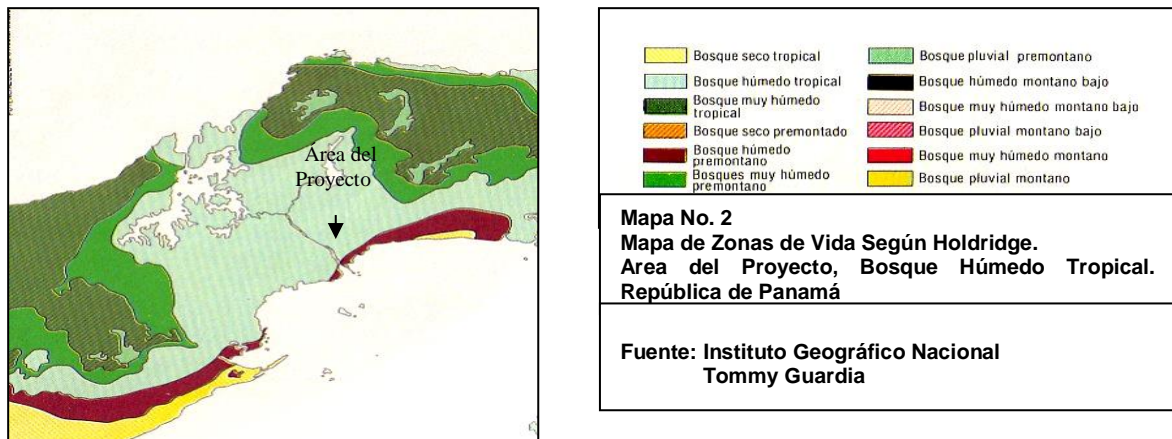 Área del
Proyecto
Bosque seco tropical
Bosque húmedo tropical
Bosque muy húmedo
tropical
Bosque seco premontado
Bosque húmedo
premontano
Bosques muy húmedo
premontano
Bosque pluvial premontano
Bosque húmedo montano bajo
Bosque muy húmedo montano bajo
Bosque pluvial montano bajo
Bosque muy húmedo montano
Bosque pluvial montano
Mapa No. 2
Mapa de Zonas de Vida Según Holdridge.
Area del Proyecto, Bosque Húmedo Tropical.
República de Panamá
Fuente: Instituto Geográfico Nacional
Tommy Guardia